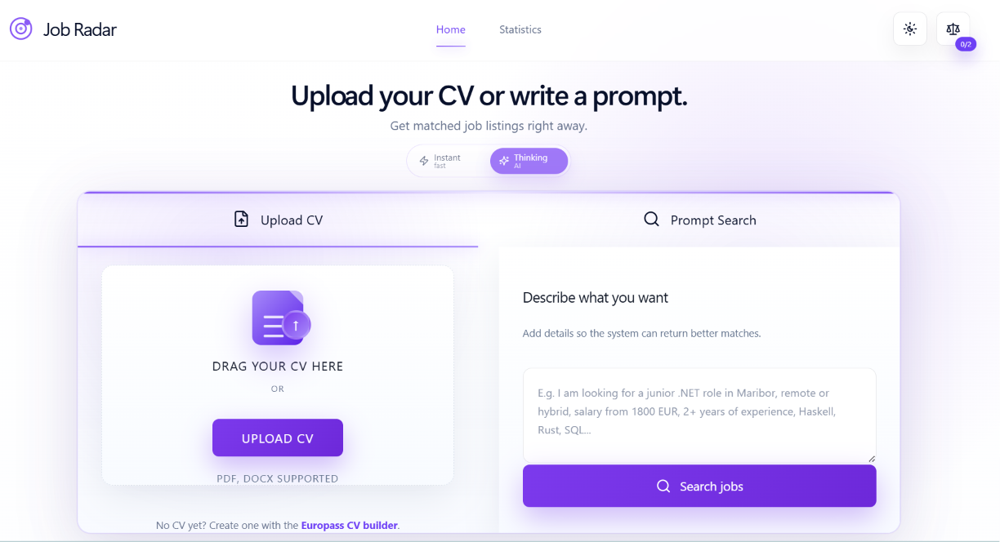 Job Radar
Home
Statistics
0/2
Upload your CV or write a prompt.
Get matched job listings right away.
Instant
fast
Thinking
AI
Upload CV
Prompt Search
DRAG YOUR CV HERE
OR
UPLOAD CV
PDF, DOCX SUPPORTED
No CV yet? Create one with the Europass CV builder.
Describe what you want
Add details so the system can return better matches.
E.g. I am looking for a junior .NET role in Maribor, remote or
hybrid, salary from 1800 EUR, 2+ years of experience, Haskell,
Rust, SQL...
Search jobs